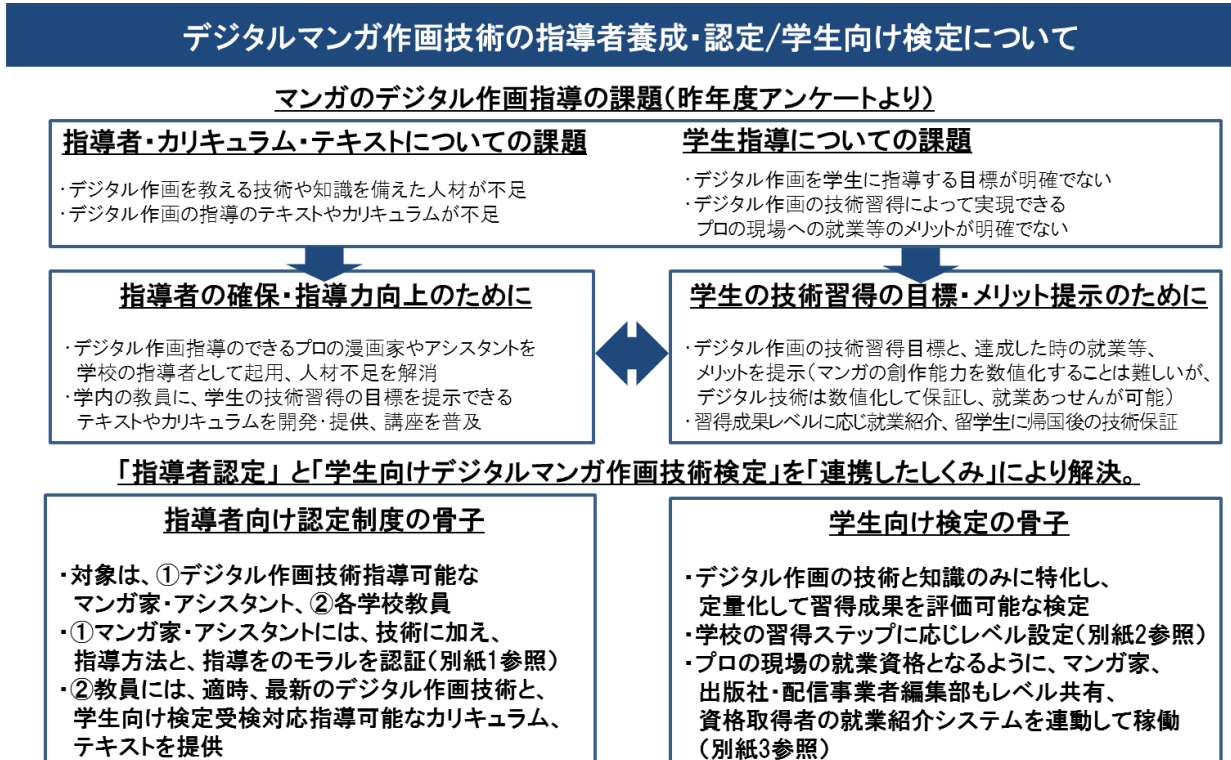 デジタルマンガ作画技術の指導者養成・認定/学生向け検定について
マンガのデジタル作画指導の課題(昨年度アンケートより)
指導者・カリキュラム・テキストについての課題
・デジタル作画を教える技術や知識を備えた人材が不足
・デジタル作画の指導のテキストやカリキュラムが不足
学生指導についての課題
・デジタル作画を学生に指導する目標が明確でない
・デジタル作画の技術習得によって実現できる
プロの現場への就業等のメリットが明確でない
指導者の確保・指導力向上のために
・デジタル作画指導のできるプロの漫画家やアシスタントを
学校の指導者として起用、人材不足を解消
・学内の教員に、学生の技術習得の目標を提示できる
テキストやカリキュラムを開発・提供、講座を普及
学生の技術習得の目標・メリット提示のために
・デジタル作画の技術習得目標と、達成した時の就業等、
メリットを提示(マンガの創作能力を数値化することは難しいが、
デジタル技術は数値化して保証し、就業あっせんが可能)
・習得成果レベルに応じ就業紹介、留学生に帰国後の技術保証
「指導者認定」と「学生向けデジタルマンガ作画技術検定」を「連携したしくみ」により解決。
指導者向け認定制度の骨子
・対象は、①デジタル作画技術指導可能な
マンガ家・アシスタント、②各学校教員
・①マンガ家・アシスタントには、技術に加え、
指導方法と、指導をのモラルを認証(別紙1参照)
・②教員には、適時、最新のデジタル作画技術と、
学生向け検定受検対応指導可能なカリキュラム、
テキストを提供
学生向け検定の骨子
・デジタル作画の技術と知識のみに特化し、
定量化して習得成果を評価可能な検定
・学校の習得ステップに応じレベル設定(別紙2参照)
・プロの現場の就業資格となるように、マンガ家、
出版社・配信事業者編集部もレベル共有、
資格取得者の就業紹介システムを連動して稼働
(別紙3参照)